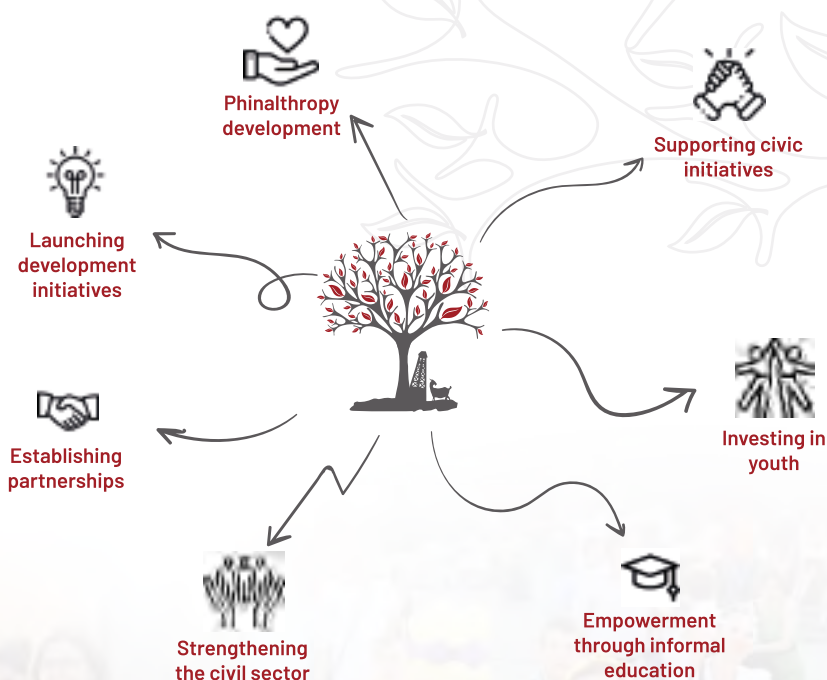 Phinalthropy
development
Supporting civic
initiatives
Launching
development
initiatives
Investing in
youth
Establishing
partnerships
Empowerment
through informal
education
Strengthening
the civil sector